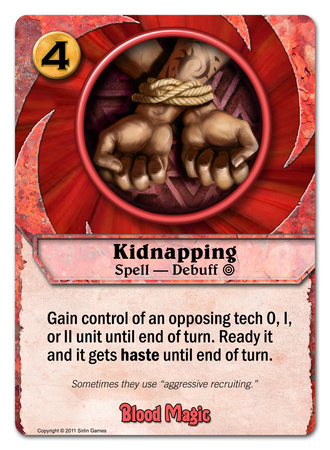 4
Kidnapping
Spell — Debuff ◎
Gain control of an opposing tech 0, I,
or II unit until end of turn. Ready it
and it gets haste until end of turn.
Sometimes they use “aggressive recruiting.”
Blood Magic
Copyright © 2011 Sirlin Games